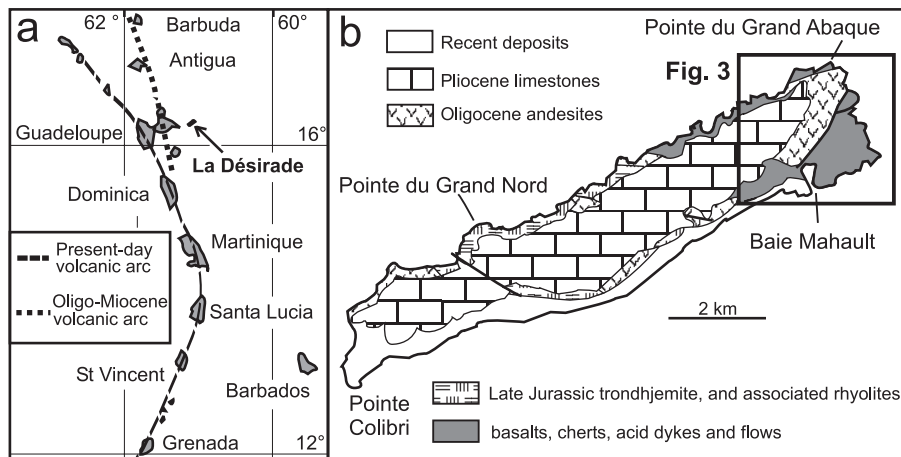 a
62 °
60 °
Barbuda
Antigua
Guadeloupe
16°
La Désirade
Dominica
Martinique
Present-day
volcanic arc
Oligo-Miocene
volcanic arc
Santa Lucia
St Vincent
Barbados
Grenada
12°
b
Recent deposits
Pliocene limestones
Oligocene andesites
Pointe du Grand Abaque
Fig. 3
Pointe du Grand Nord
Baie Mahault
2 km
Pointe
Colibri
Late Jurassic trondhjemite, and associated rhyolites
basalts, cherts, acid dykes and flows